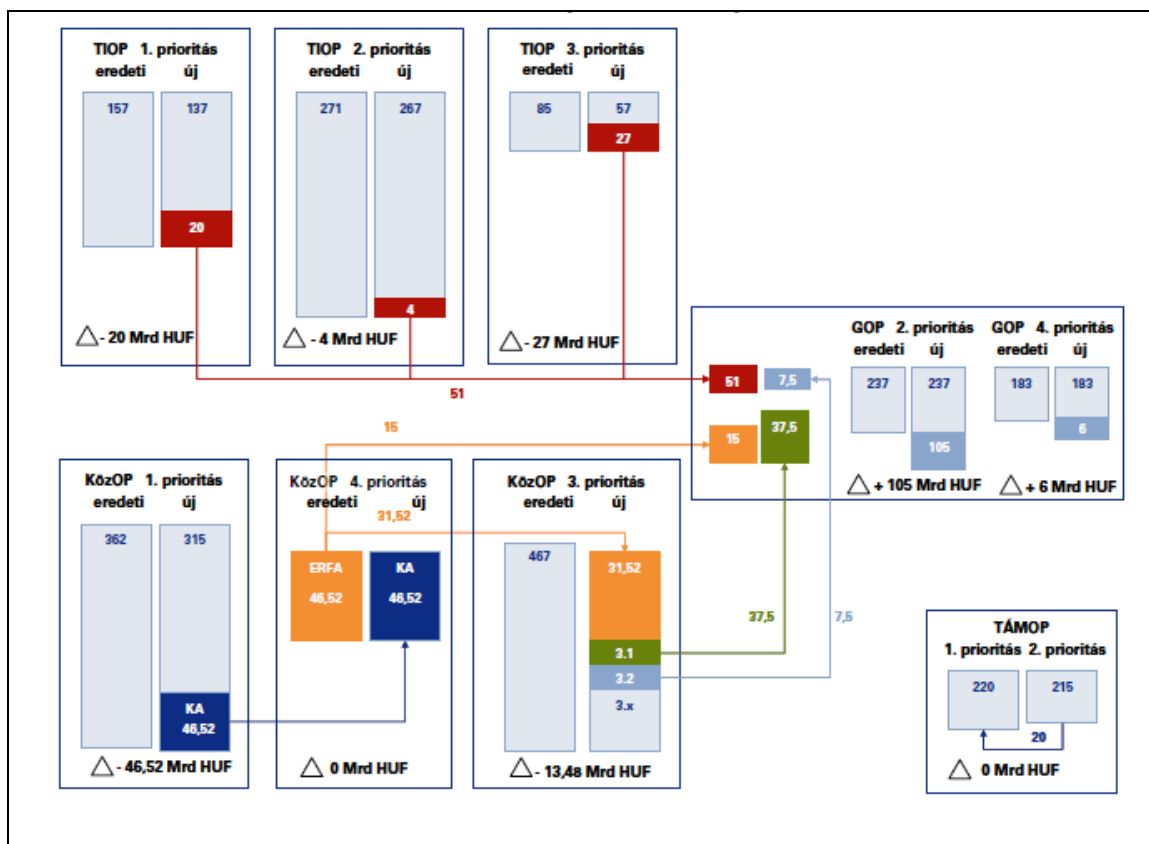 TIOP 1. prioritás
eredeti új
157 137
20
△ - 20 Mrd HUF
TIOP 2. prioritás
eredeti új
271 267
4
△ - 4 Mrd HUF
TIOP 3. prioritás
eredeti új
85 57
27
△ - 27 Mrd HUF
51
15
GOP 2. prioritás GOP 4. prioritás
eredeti új eredeti új
51 7,5 237 237 183 183
15 37,5 105 6
△ + 105 Mrd HUF △ + 6 Mrd HUF
KözOP 1. prioritás
eredeti új
362 315
KA
46,52
△ - 46,52 Mrd HUF
KözOP 4. prioritás
eredeti új
31,52
ERFA KA
46,52 46,52
△ 0 Mrd HUF
KözOP 3. prioritás
eredeti új
467 31,52
3.1
3.2
3.x
△ - 13,48 Mrd HUF
37,5 7,5
TÁMOP
1. prioritás 2. prioritás
220 215
20
△ 0 Mrd HUF